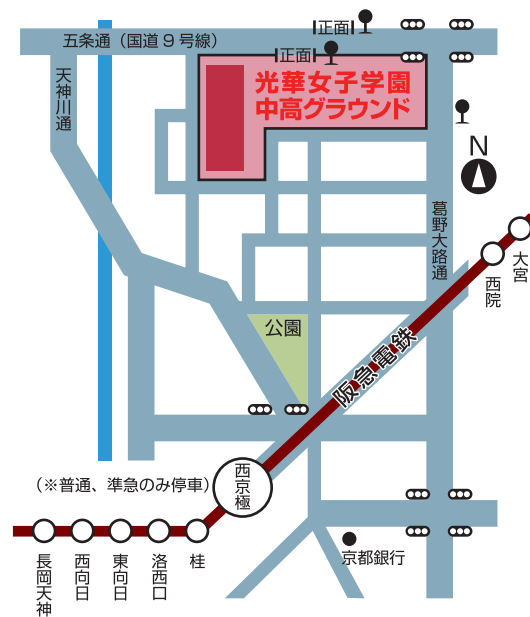 正面
五条通（国道９号線）
正面
天神川通
光華女子学園
中高グラウンド
N
葛野大路通
大宮
西院
公園
阪急電鉄
西京極
（※普通、準急のみ停車）
長岡天神
西向日
東向日
洛西口
桂
京都銀行